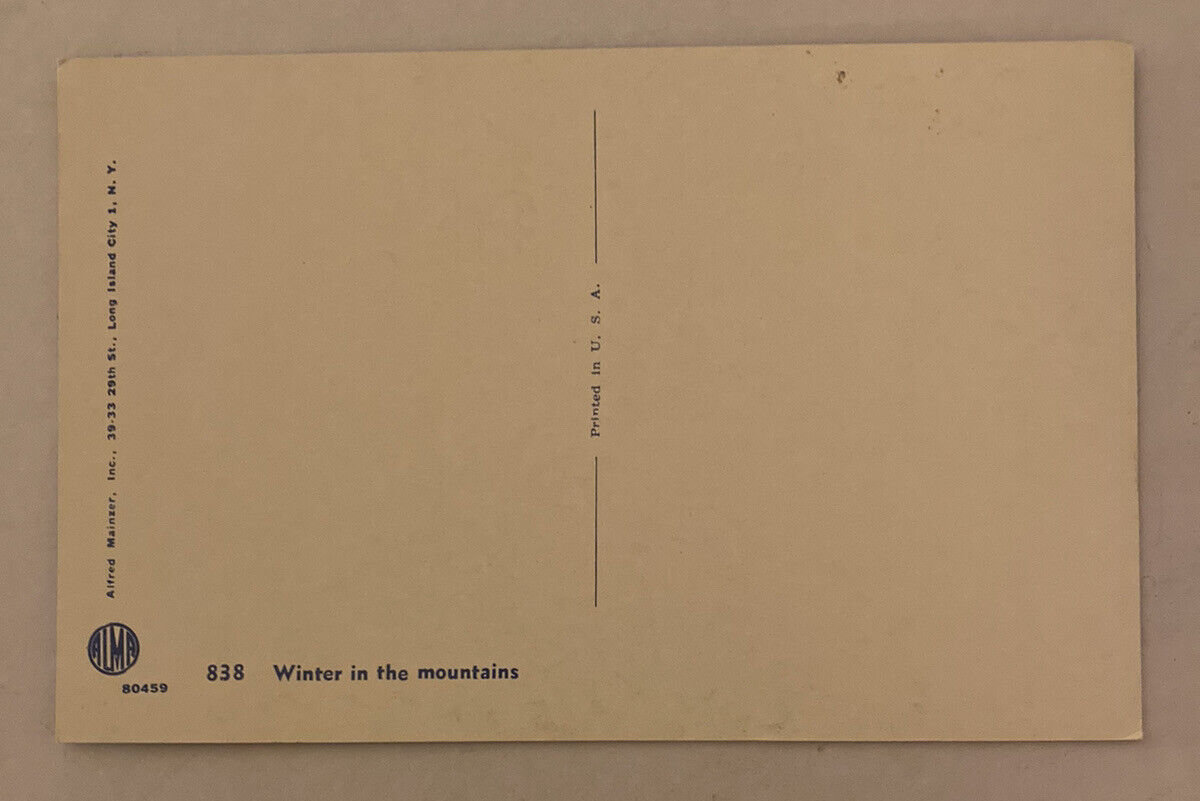 Alfred Mainzer, Inc., 39-33 29th St., Long Island City 1, N. Y.
ALMA
80459
838 Winter in the mountains
Printed in U. S. A.